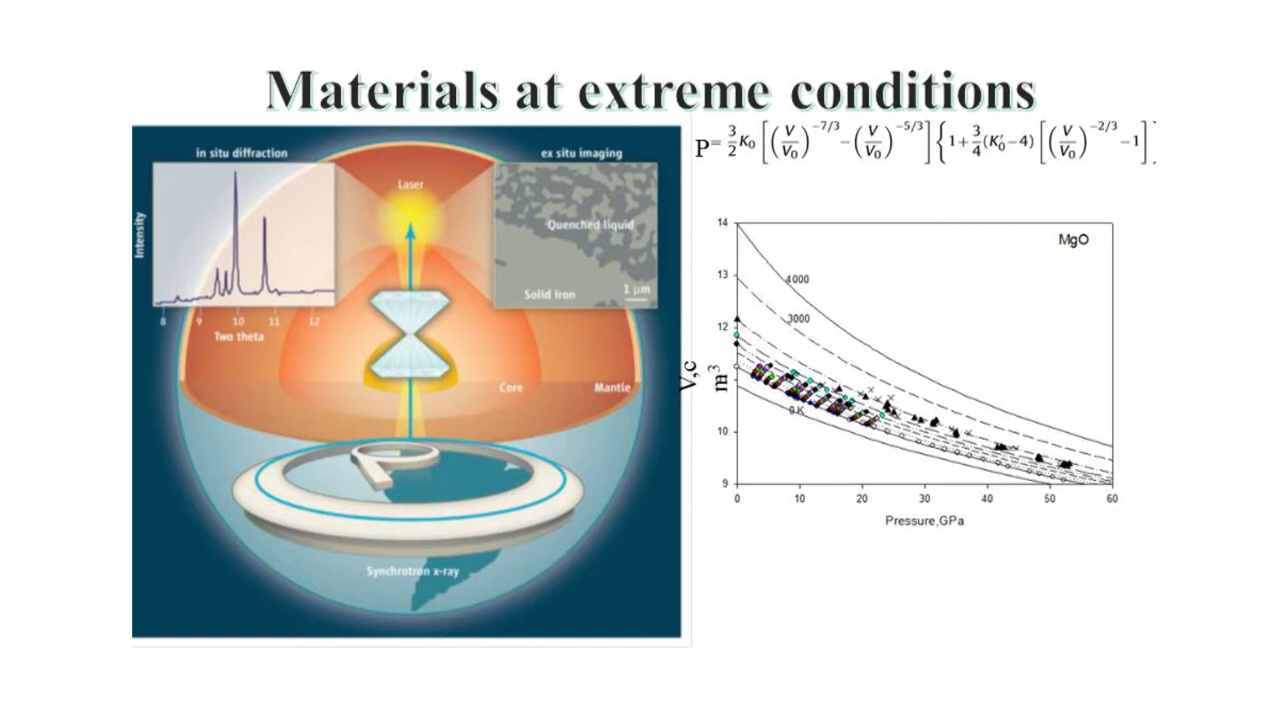 Materials at extreme conditions
in situ diffraction
ex situ imaging
Laser
Intensity
Quenched liquid
Solid iron
1 μm
8 9 10 11 12
Two theta
Core
Mantle
Synchrotron x-ray
P= 3/2 K₀ [(V/V₀)^−7/3 − (V/V₀)^−5/3] {1+ 3/4 (K′₀−4) [(V/V₀)^−2/3 −1]
MgO
4000
3000
0 K
V,c
m³
14
13
12
10
9
0 10 20 30 40 50 60
Pressure,GPa